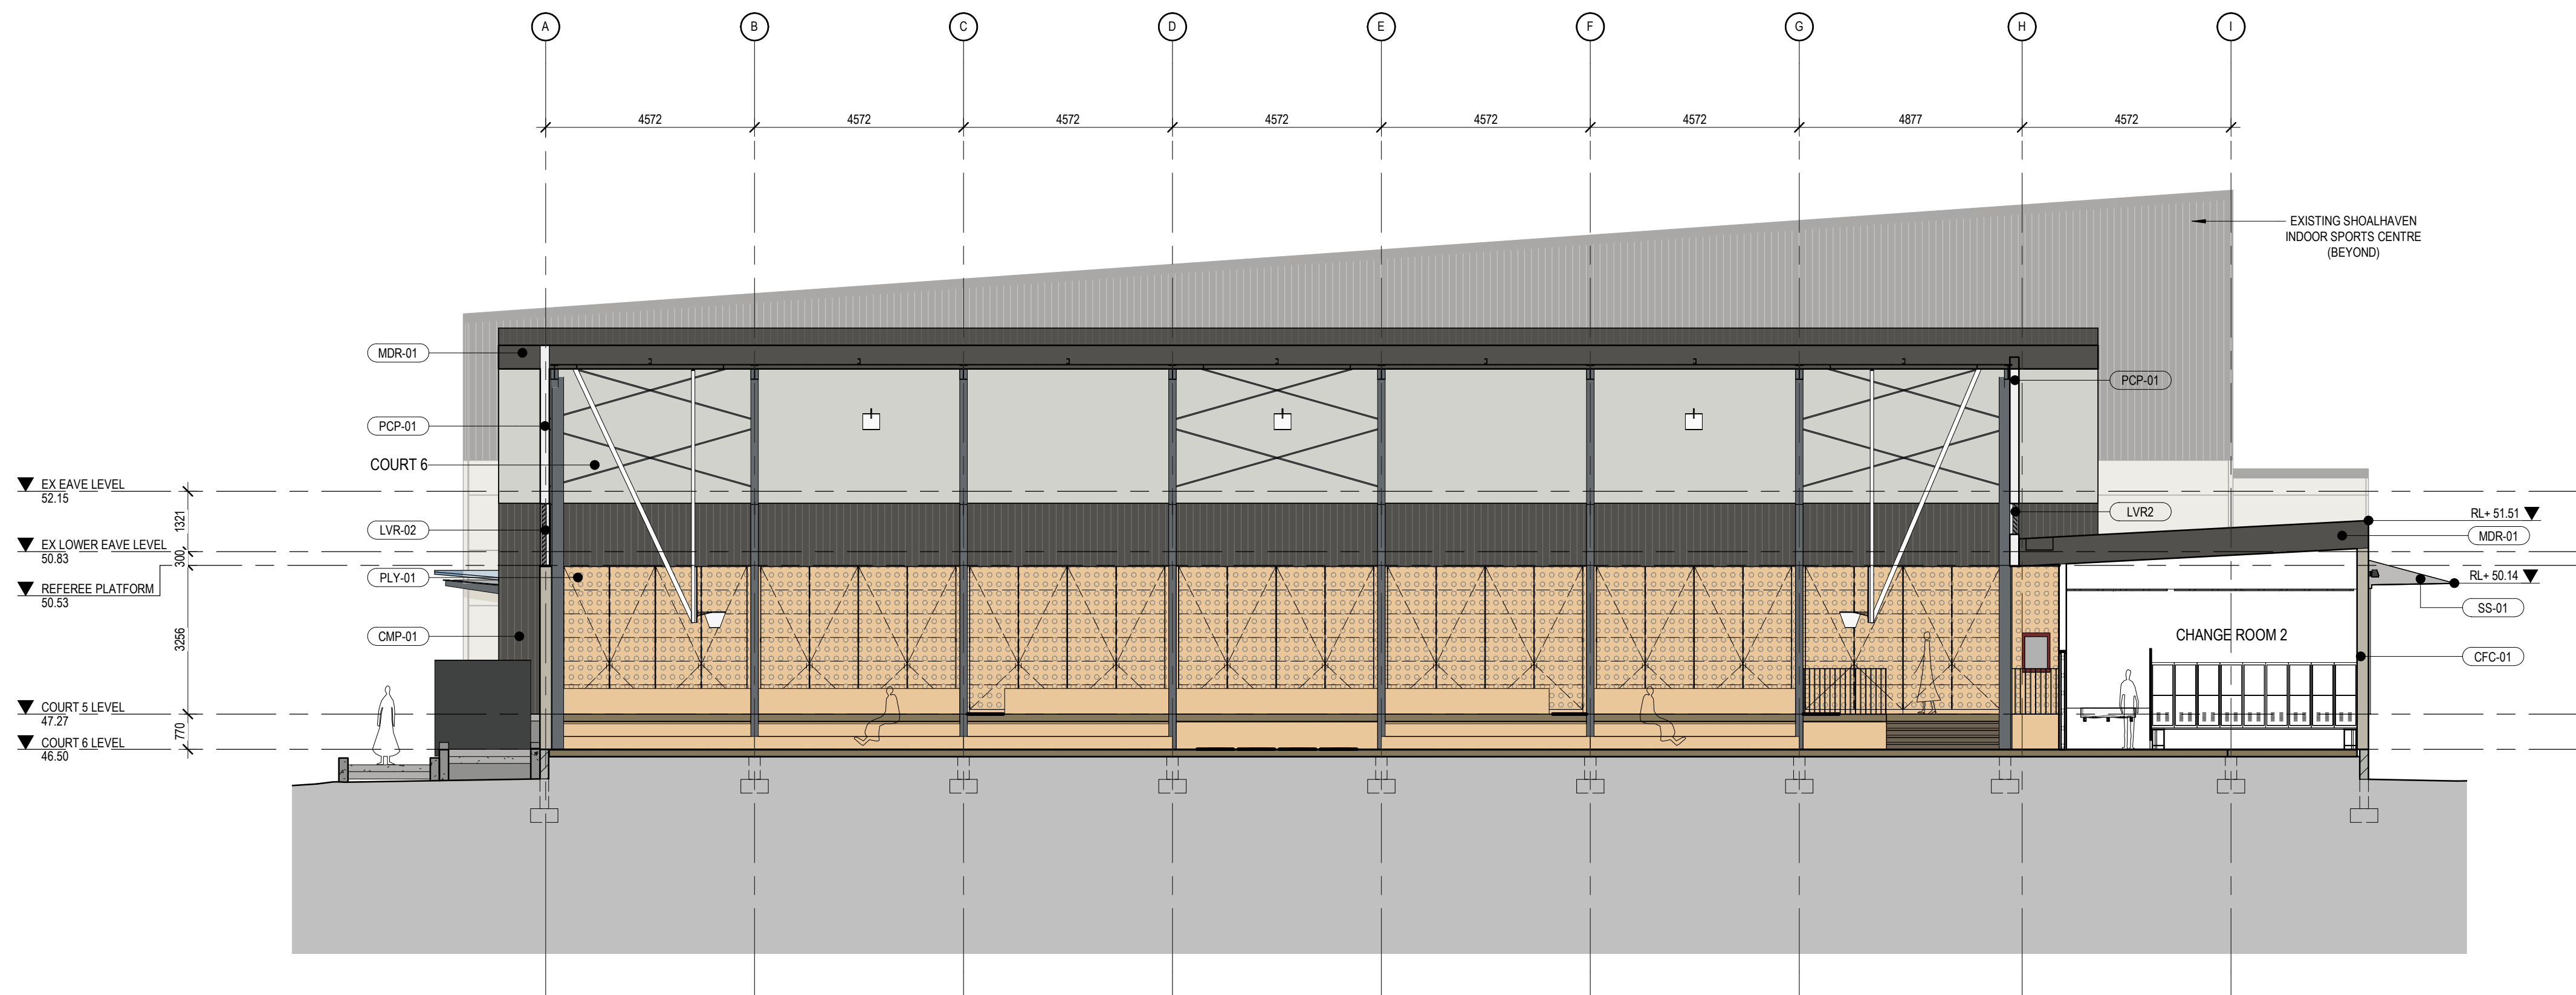 A B C D E F G H I
4572 4572 4572 4572 4572 4572 4877 4572
EXISTING SHOALHAVEN
INDOOR SPORTS CENTRE
(BEYOND)
MDR-01
PCP-01
PCP-01
COURT 6
EX EAVE LEVEL
52.15
1321
LVR-02
LVR2
RL+ 51.51
MDR-01
EX LOWER EAVE LEVEL
50.83
300
PLY-01
RL+ 50.14
REFEREE PLATFORM
50.53
SS-01
3256
CMP-01
CHANGE ROOM 2
CFC-01
COURT 5 LEVEL
47.27
770
COURT 6 LEVEL
46.50